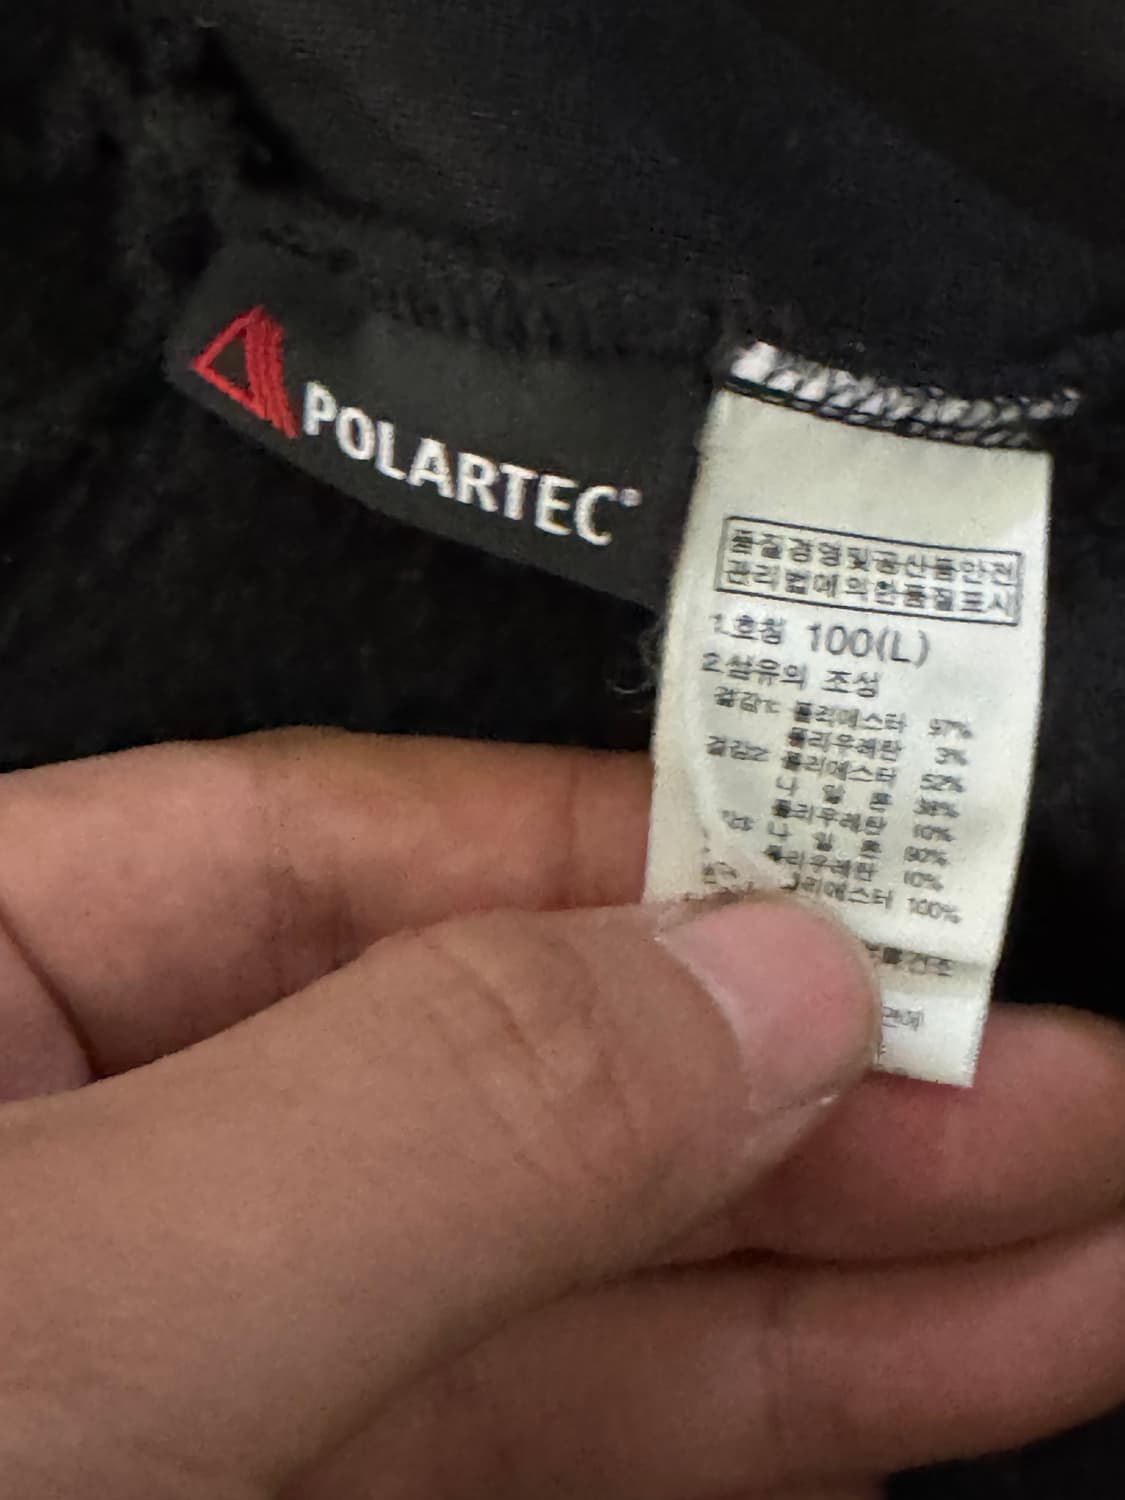 POLARTEC®
품질경영및공산품안전
관리법에의한품질표시
1.호칭 100(L)
2.섬유의 조성
겉감1: 폴리에스터 97%
폴리우레탄 3%
겉감2: 폴리에스터 52%
나 일 론 38%
폴리우레탄 10%
나 일 론 90%
폴리우레탄 10%
폴리에스터 100%